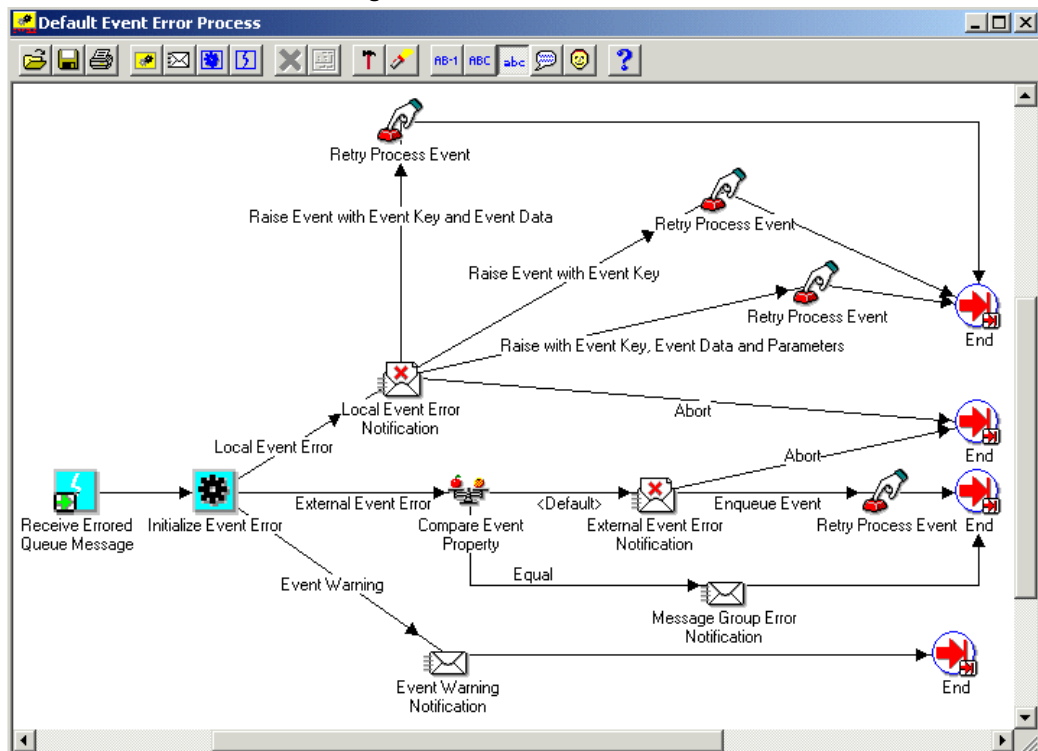 Default Event Error Process
AB-1
ABC
abc
Retry Process Event
Raise Event with Event Key and Event Data
Retry Process Event
Raise Event with Event Key
Retry Process Event
End
Raise with Event Key, Event Data and Parameters
Local Event Error
Notification
Abort
End
Local Event Error
Abort
Receive Errored
Queue Message
Initialize Event Error
External Event Error
Compare Event
Property
<Default>
External Event Error
Notification
Enqueue Event
Retry Process Event
End
Equal
Message Group Error
Notification
Event Warning
Event Warning
Notification
End